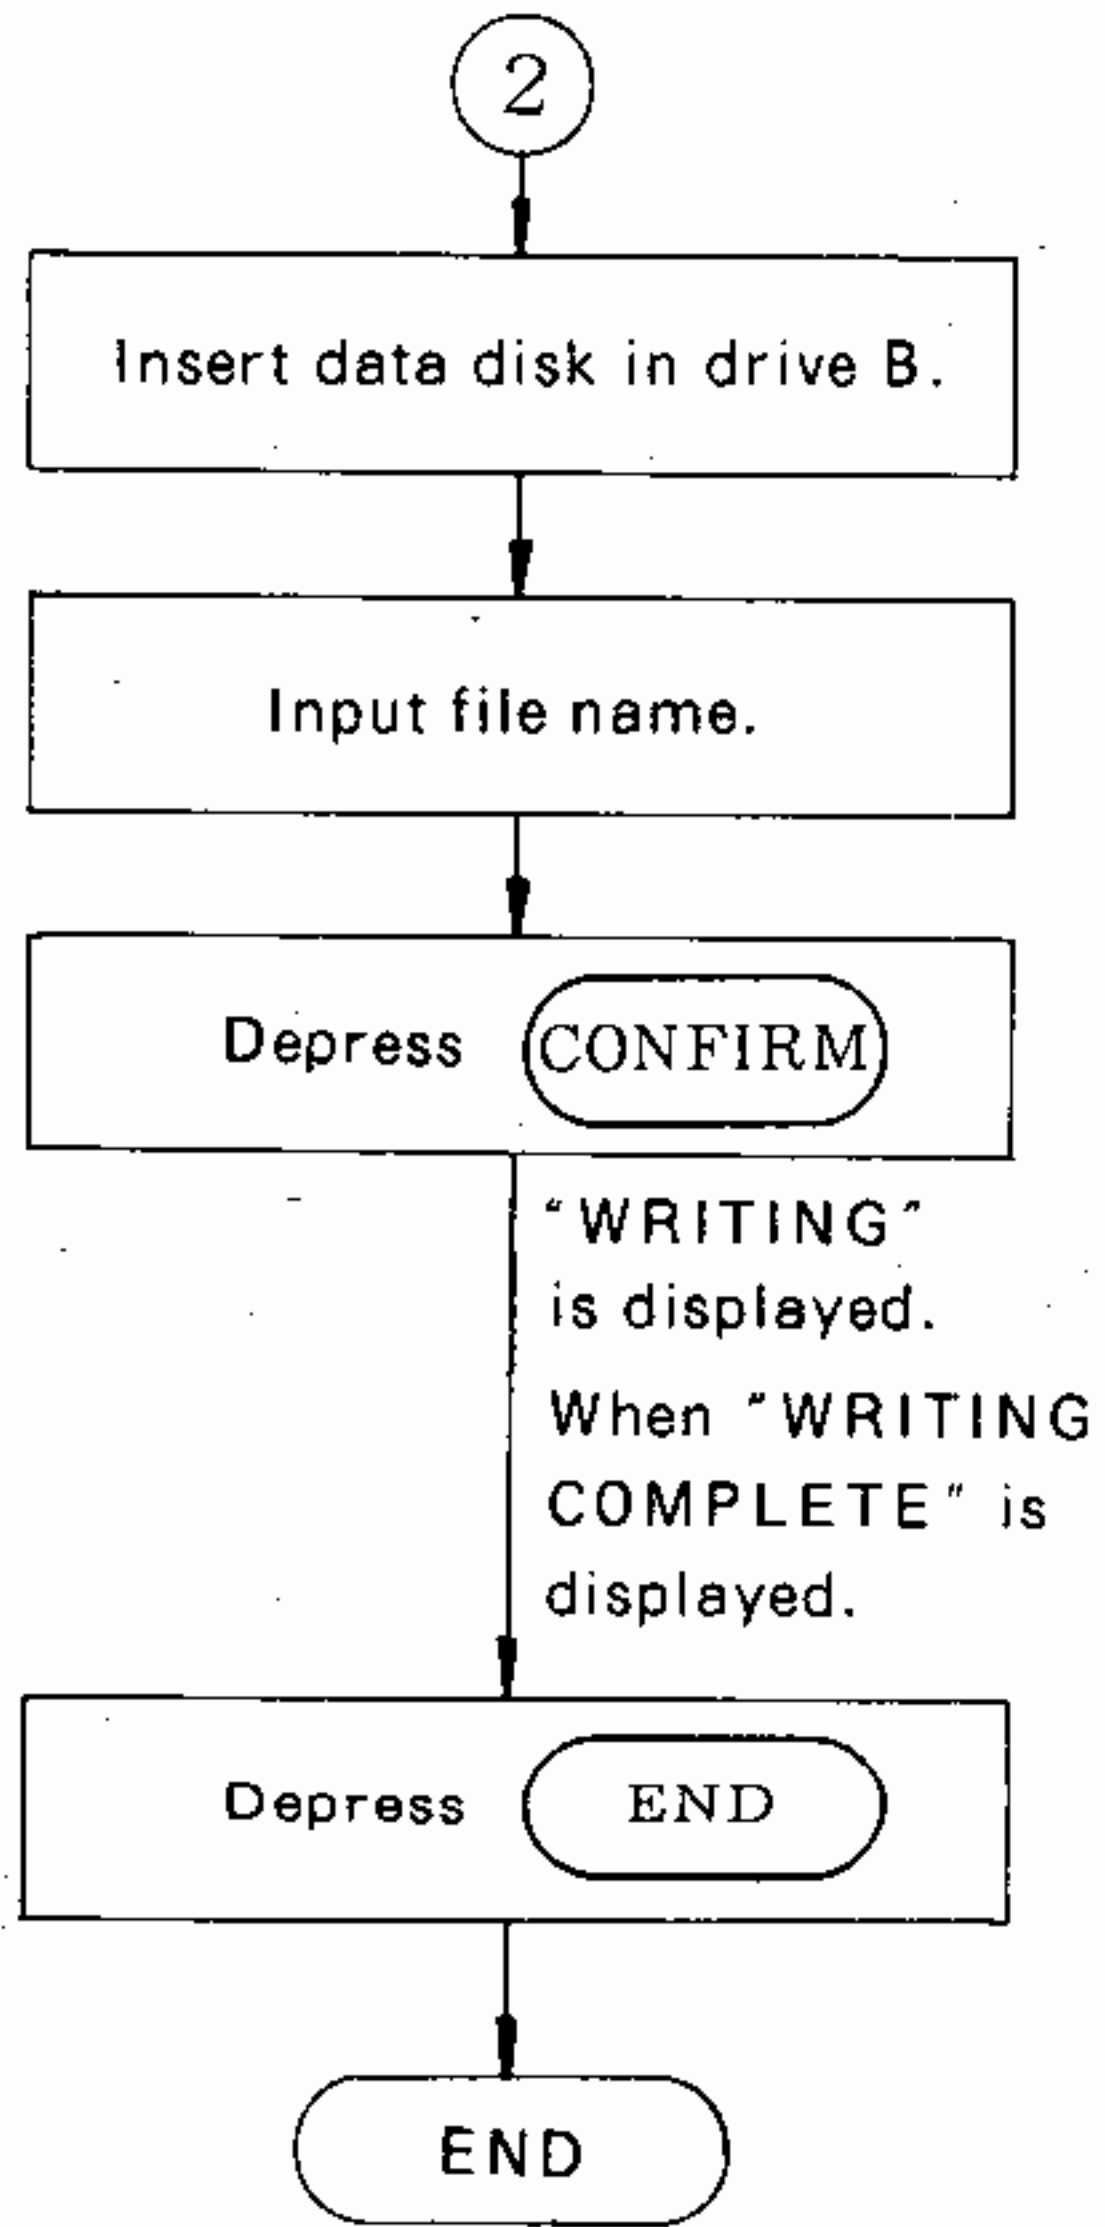 2
Insert data disk in drive B.
Input file name.
Depress CONFIRM
"WRITING"
is displayed.
When "WRITING
COMPLETE" is
displayed.
Depress END
END